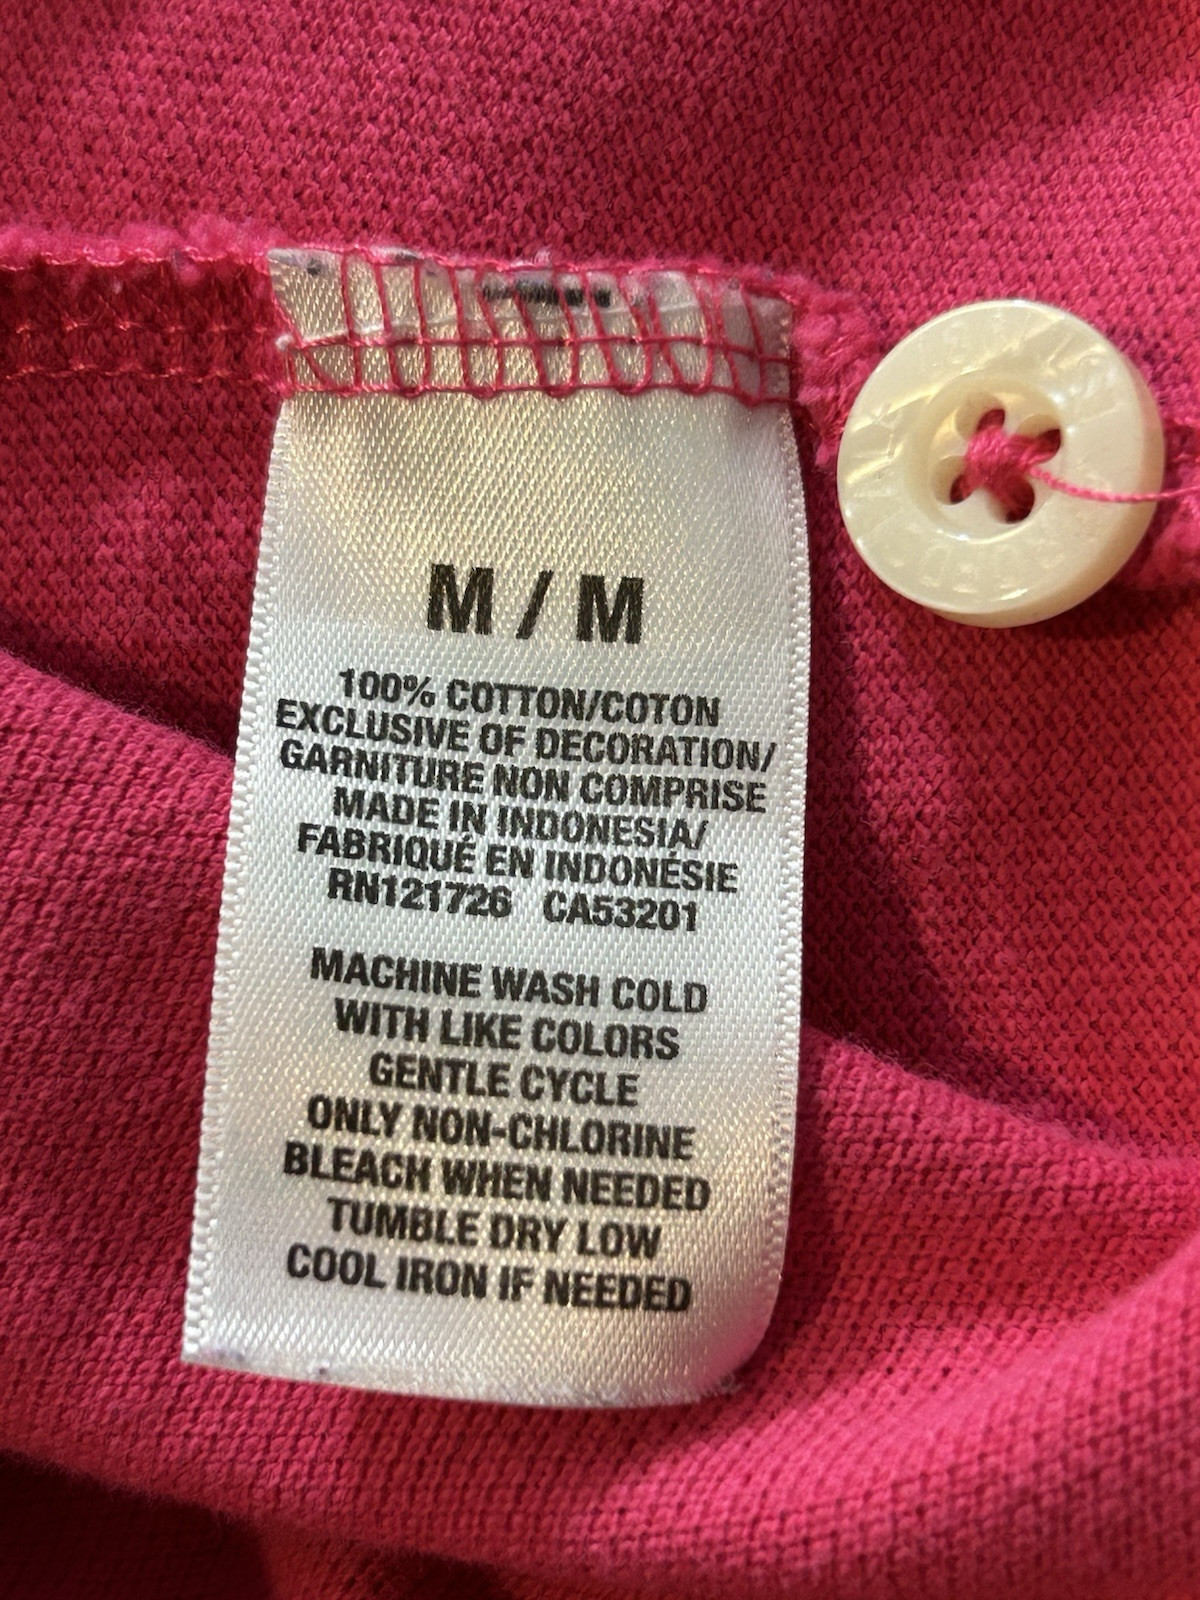 M / M
100% COTTON/COTON
EXCLUSIVE OF DECORATION/
GARNITURE NON COMPRISE
MADE IN INDONESIA/
FABRIQUÉ EN INDONÉSIE
RN121726 CA53201
MACHINE WASH COLD
WITH LIKE COLORS
GENTLE CYCLE
ONLY NON-CHLORINE
BLEACH WHEN NEEDED
TUMBLE DRY LOW
COOL IRON IF NEEDED